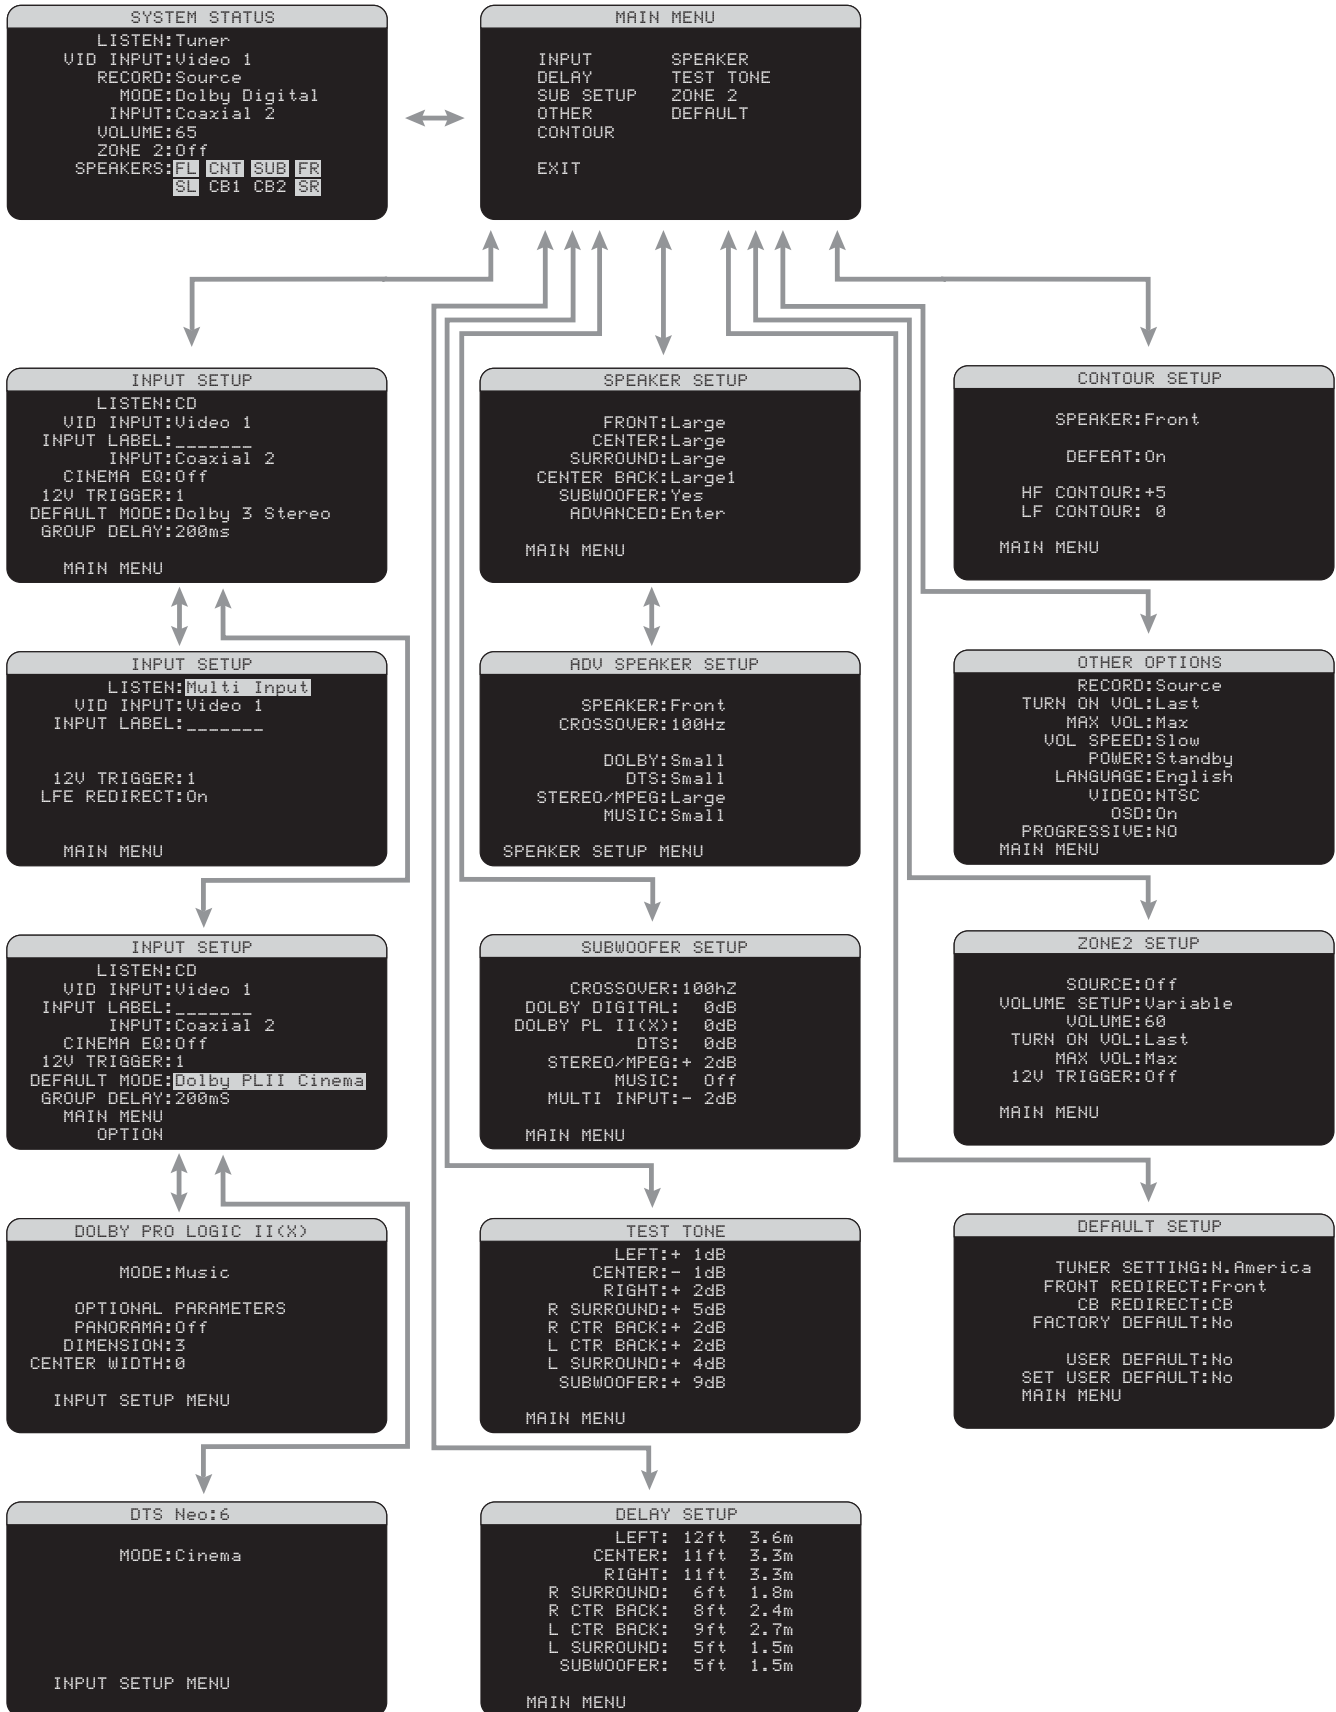 SYSTEM STATUS
LISTEN:Tuner
VID INPUT:Video 1
RECORD:Source
MODE:Dolby Digital
INPUT:Coaxial 2
VOLUME:65
ZONE 2:Off
SPEAKERS:FL CNT SUB FR
SL CB1 CB2 SR
MAIN MENU
INPUT SPEAKER
DELAY TEST TONE
SUB SETUP ZONE 2
OTHER DEFAULT
CONTOUR
EXIT
INPUT SETUP
LISTEN:CD
VID INPUT:Video 1
INPUT LABEL:_______
INPUT:Coaxial 2
CINEMA EQ:Off
12V TRIGGER:1
DEFAULT MODE:Dolby 3 Stereo
GROUP DELAY:200ms
MAIN MENU
SPEAKER SETUP
FRONT:Large
CENTER:Large
SURROUND:Large
CENTER BACK:Large1
SUBWOOFER:Yes
ADVANCED:Enter
MAIN MENU
CONTOUR SETUP
SPEAKER:Front
DEFEAT:On
HF CONTOUR:+5
LF CONTOUR: 0
MAIN MENU
INPUT SETUP
LISTEN:Multi Input
VID INPUT:Video 1
INPUT LABEL:_______
12V TRIGGER:1
LFE REDIRECT:On
MAIN MENU
ADV SPEAKER SETUP
SPEAKER:Front
CROSSOVER:100Hz
DOLBY:Small
DTS:Small
STEREO/MPEG:Large
MUSIC:Small
SPEAKER SETUP MENU
OTHER OPTIONS
RECORD:Source
TURN ON VOL:Last
MAX VOL:Max
VOL SPEED:Slow
POWER:Standby
LANGUAGE:English
VIDEO:NTSC
OSD:On
PROGRESSIVE:NO
MAIN MENU
INPUT SETUP
LISTEN:CD
VID INPUT:Video 1
INPUT LABEL:_______
INPUT:Coaxial 2
CINEMA EQ:Off
12V TRIGGER:1
DEFAULT MODE:Dolby PLII Cinema
GROUP DELAY:200mS
MAIN MENU
OPTION
SUBWOOFER SETUP
CROSSOVER:100hZ
DOLBY DIGITAL: 0dB
DOLBY PL II(X): 0dB
DTS: 0dB
STEREO/MPEG:+ 2dB
MUSIC: Off
MULTI INPUT:- 2dB
MAIN MENU
ZONE2 SETUP
SOURCE:Off
VOLUME SETUP:Variable
VOLUME:60
TURN ON VOL:Last
MAX VOL:Max
12V TRIGGER:Off
MAIN MENU
DOLBY PRO LOGIC II(X)
MODE:Music
OPTIONAL PARAMETERS
PANORAMA:Off
DIMENSION:3
CENTER WIDTH:0
INPUT SETUP MENU
TEST TONE
LEFT:+ 1dB
CENTER:- 1dB
RIGHT:+ 2dB
R SURROUND:+ 5dB
R CTR BACK:+ 2dB
L CTR BACK:+ 2dB
L SURROUND:+ 4dB
SUBWOOFER:+ 9dB
MAIN MENU
DEFAULT SETUP
TUNER SETTING:N.America
FRONT REDIRECT:Front
CB REDIRECT:CB
FACTORY DEFAULT:No
USER DEFAULT:No
SET USER DEFAULT:No
MAIN MENU
DTS Neo:6
MODE:Cinema
INPUT SETUP MENU
DELAY SETUP
LEFT: 12ft 3.6m
CENTER: 11ft 3.3m
RIGHT: 11ft 3.3m
R SURROUND: 6ft 1.8m
R CTR BACK: 8ft 2.4m
L CTR BACK: 9ft 2.7m
L SURROUND: 5ft 1.5m
SUBWOOFER: 5ft 1.5m
MAIN MENU